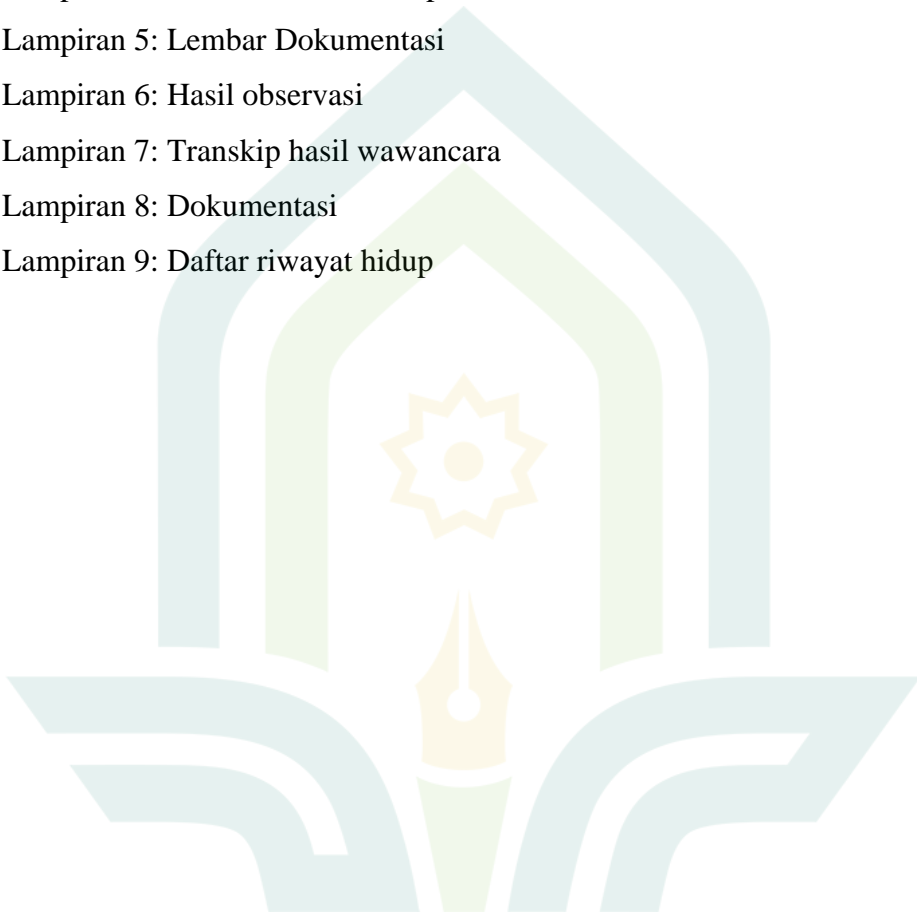 Lampiran 5: Lembar Dokumentasi
Lampiran 6: Hasil observasi
Lampiran 7: Transkip hasil wawancara
Lampiran 8: Dokumentasi
Lampiran 9: Daftar riwayat hidup